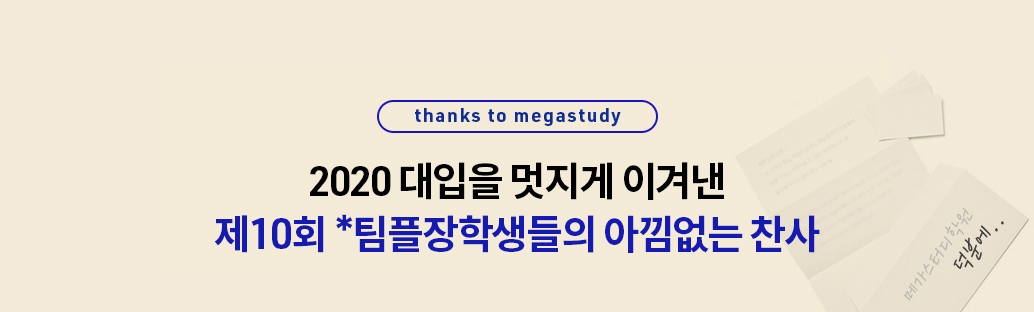 thanks to megastudy
2020 대입을 멋지게 이겨낸
제10회 *팀플장학생들의 아낌없는 찬사
메가스터디학원
덕분에..